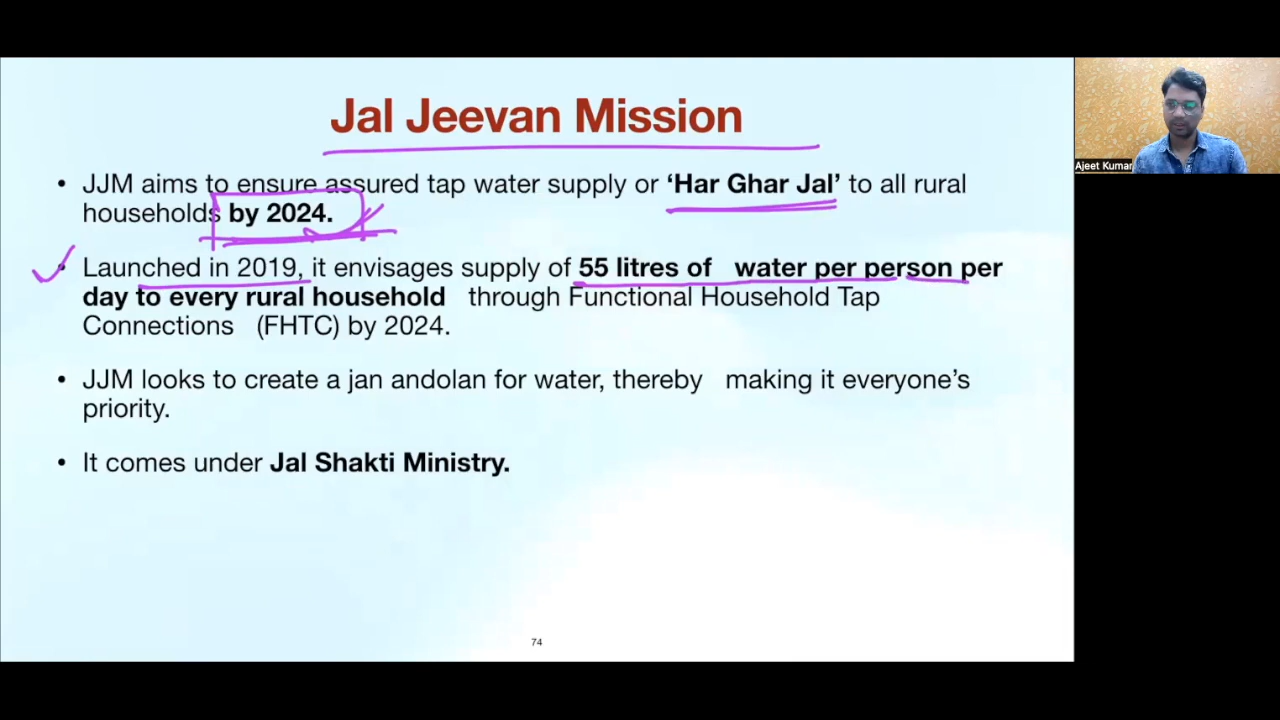 Jal Jeevan Mission
• JJM aims to ensure assured tap water supply or ‘Har Ghar Jal’ to all rural
households by 2024.
• Launched in 2019, it envisages supply of 55 litres of water per person per
day to every rural household through Functional Household Tap
Connections (FHTC) by 2024.
• JJM looks to create a jan andolan for water, thereby making it everyone’s
priority.
• It comes under Jal Shakti Ministry.
74
Ajeet Kumar